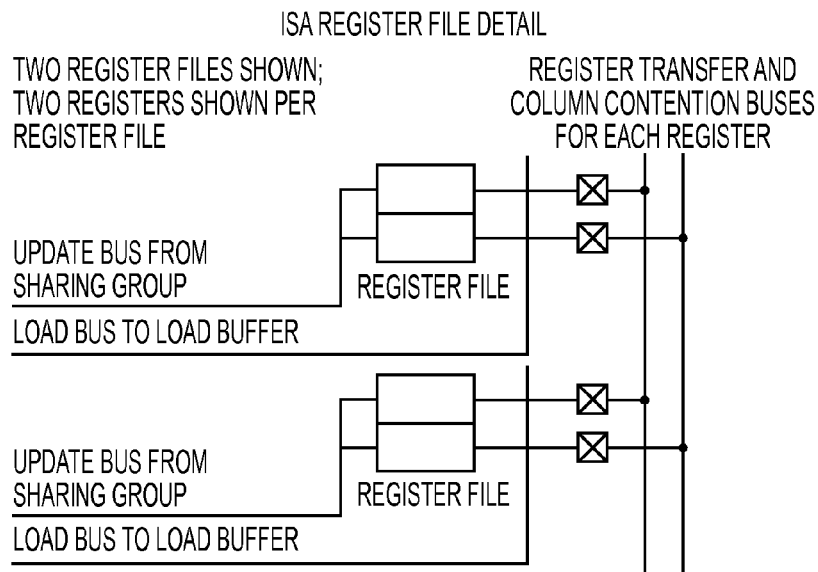 ISA REGISTER FILE DETAIL
TWO REGISTER FILES SHOWN;
TWO REGISTERS SHOWN PER
REGISTER FILE
REGISTER TRANSFER AND
COLUMN CONTENTION BUSES
FOR EACH REGISTER
UPDATE BUS FROM
SHARING GROUP
REGISTER FILE
LOAD BUS TO LOAD BUFFER
UPDATE BUS FROM
SHARING GROUP
REGISTER FILE
LOAD BUS TO LOAD BUFFER